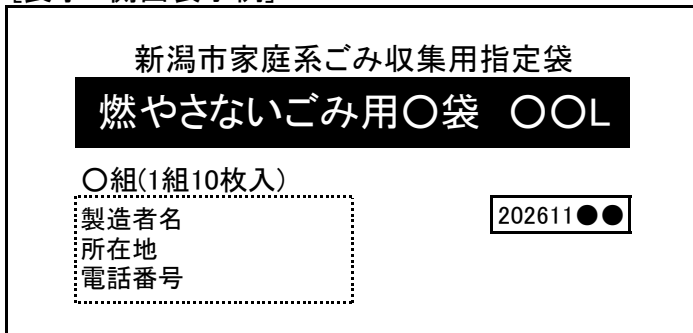 新潟市家庭系ごみ収集用指定袋
燃やさないごみ用○袋　○○L
○組(1組10枚入)
製造者名
202611●●
所在地
電話番号